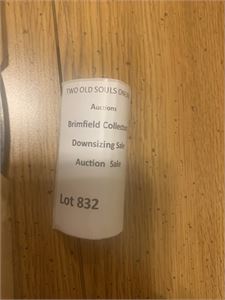 TWO OLD SOULS
Auctions
Brimfield
Downsizing Sale
Auction Sale
Lot 832